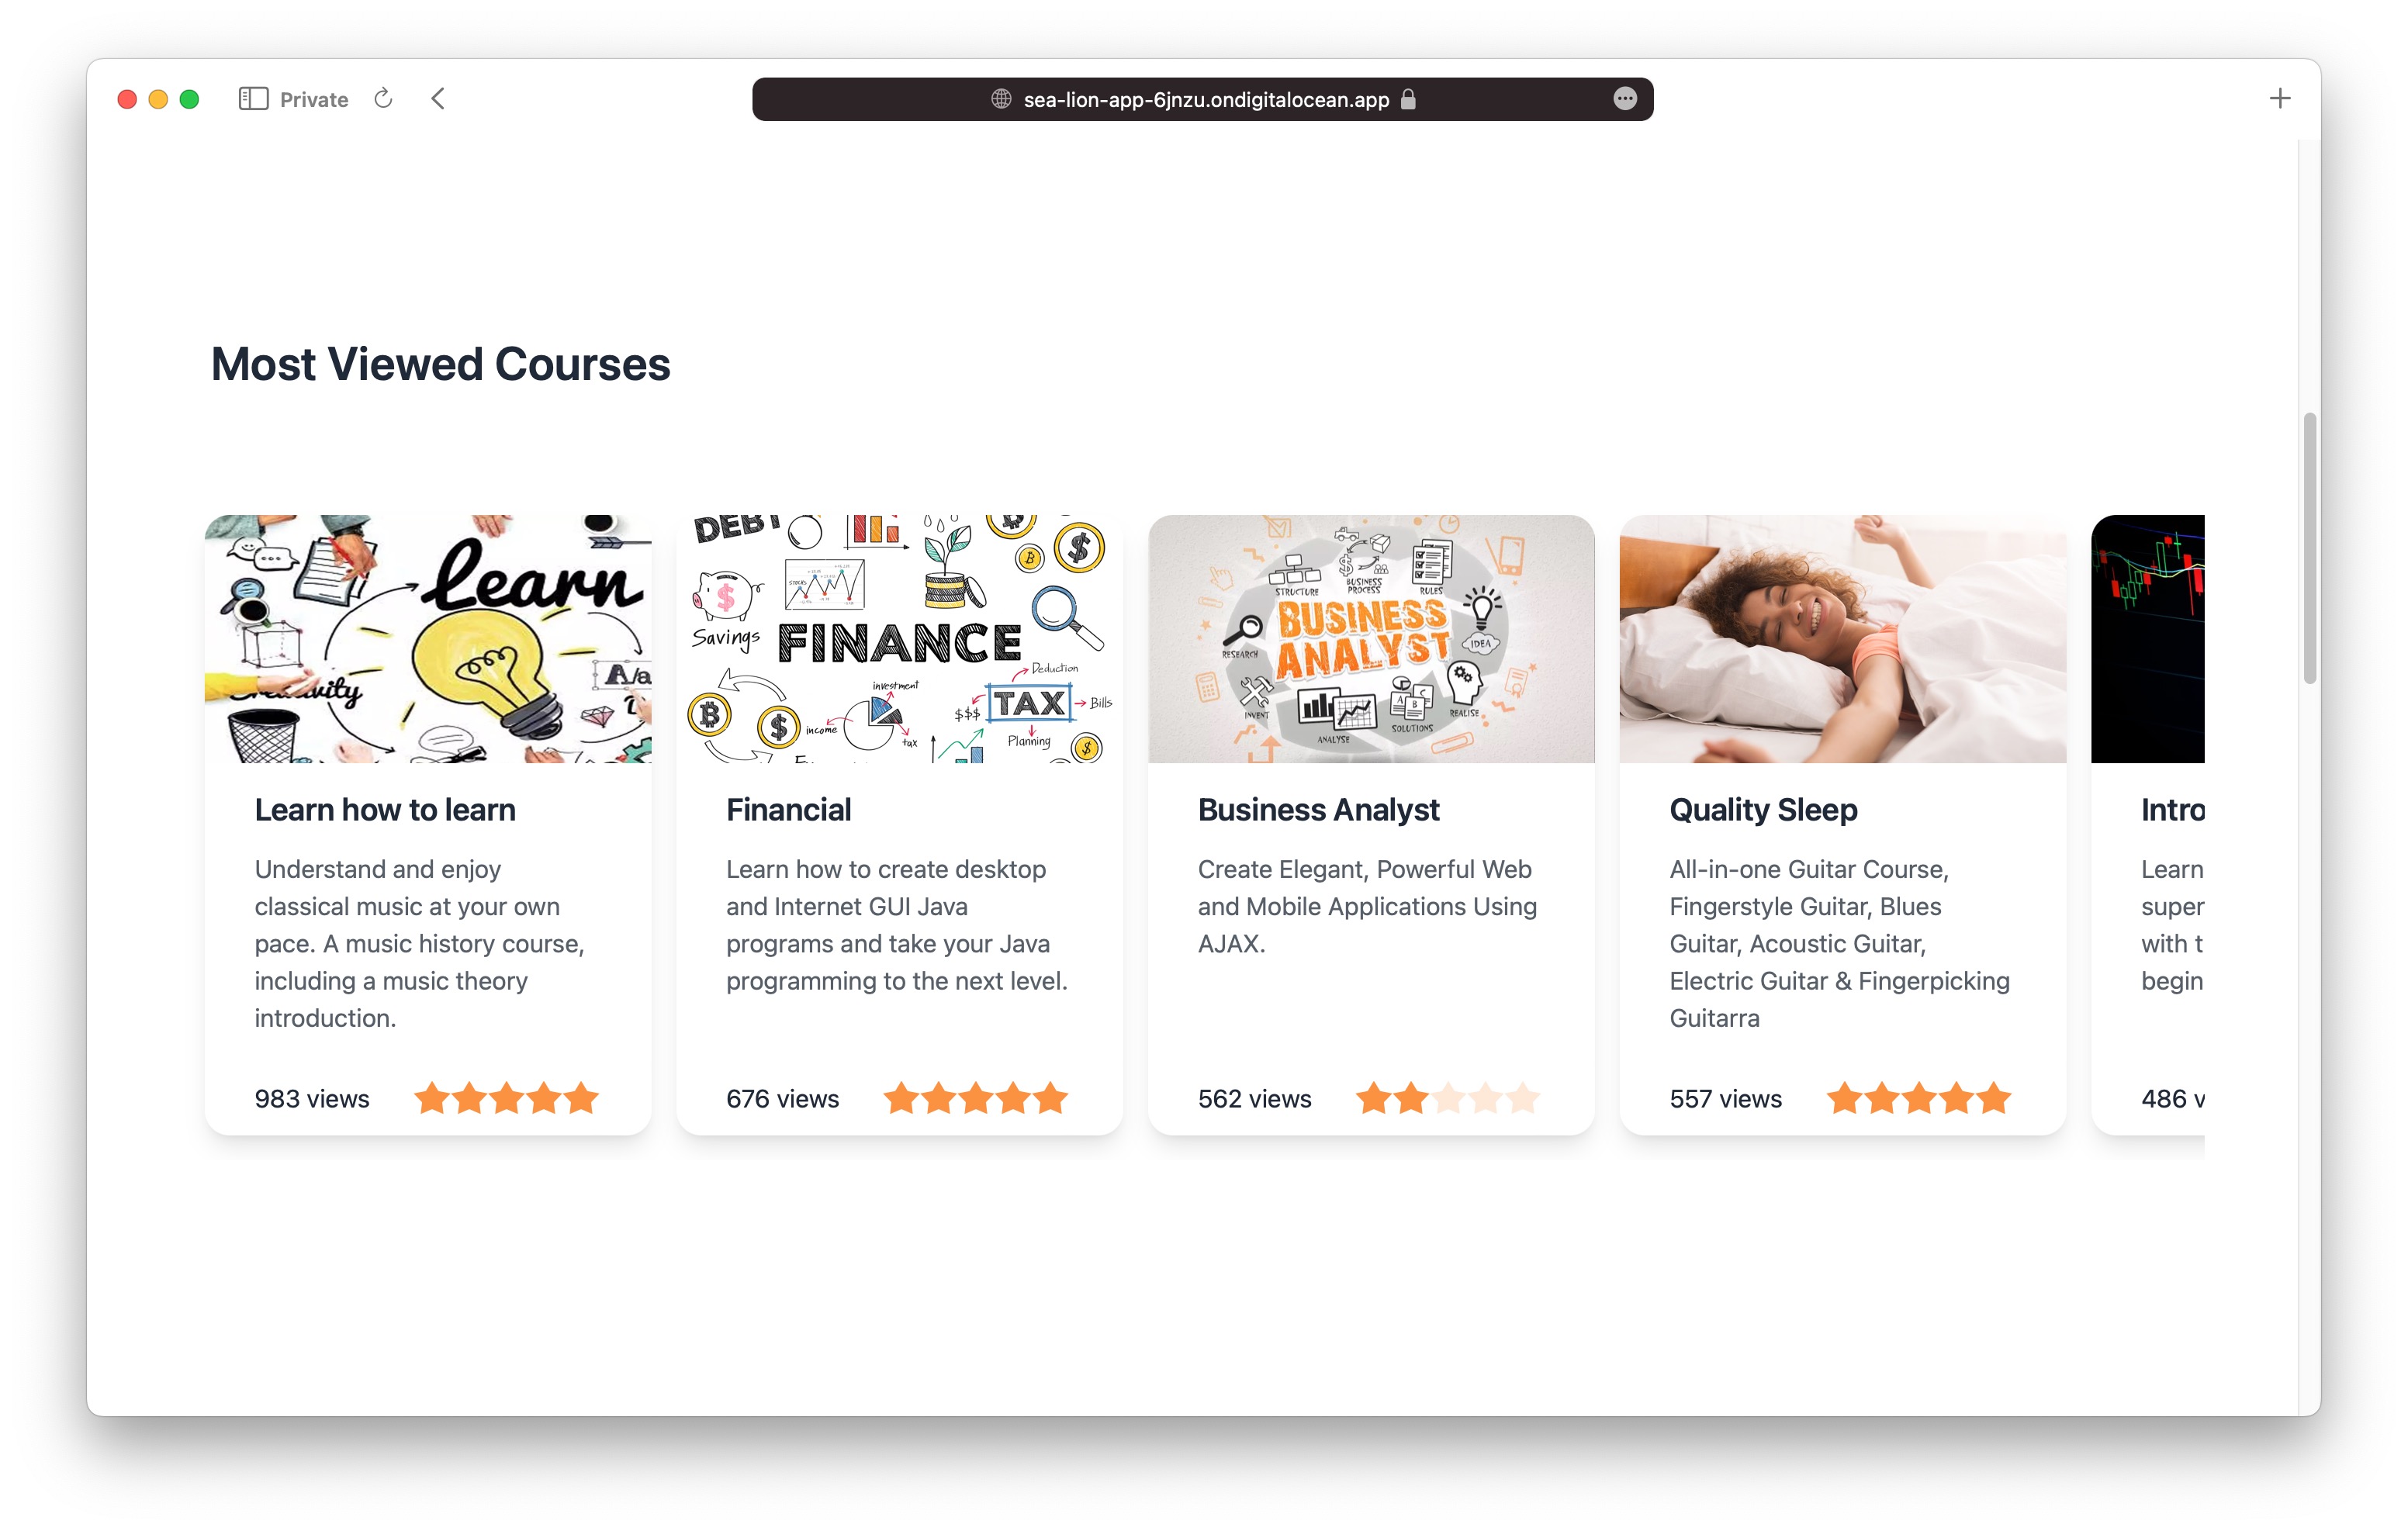 Private
sea-lion-app-6jnzu.ondigitalocean.app
Most Viewed Courses
learn
A/a
DEBT
STOCKS
Savings
FINANCE
Deduction
investment
$$$
TAX
Bills
income
tax
Planning
STRUCTURE
BUSINESS
PROCESS
RULES
BUSINESS
ANALYST
RESEARCH
IDEA
INVENT
ANALYSE
SOLUTIONS
REALISE
Learn how to learn
Understand and enjoy
classical music at your own
pace. A music history course,
including a music theory
introduction.
983 views
Financial
Learn how to create desktop
and Internet GUI Java
programs and take your Java
programming to the next level.
676 views
Business Analyst
Create Elegant, Powerful Web
and Mobile Applications Using
AJAX.
562 views
Quality Sleep
All-in-one Guitar Course,
Fingerstyle Guitar, Blues
Guitar, Acoustic Guitar,
Electric Guitar & Fingerpicking
Guitarra
557 views
Intro
Learn
super
with t
begin
486 v